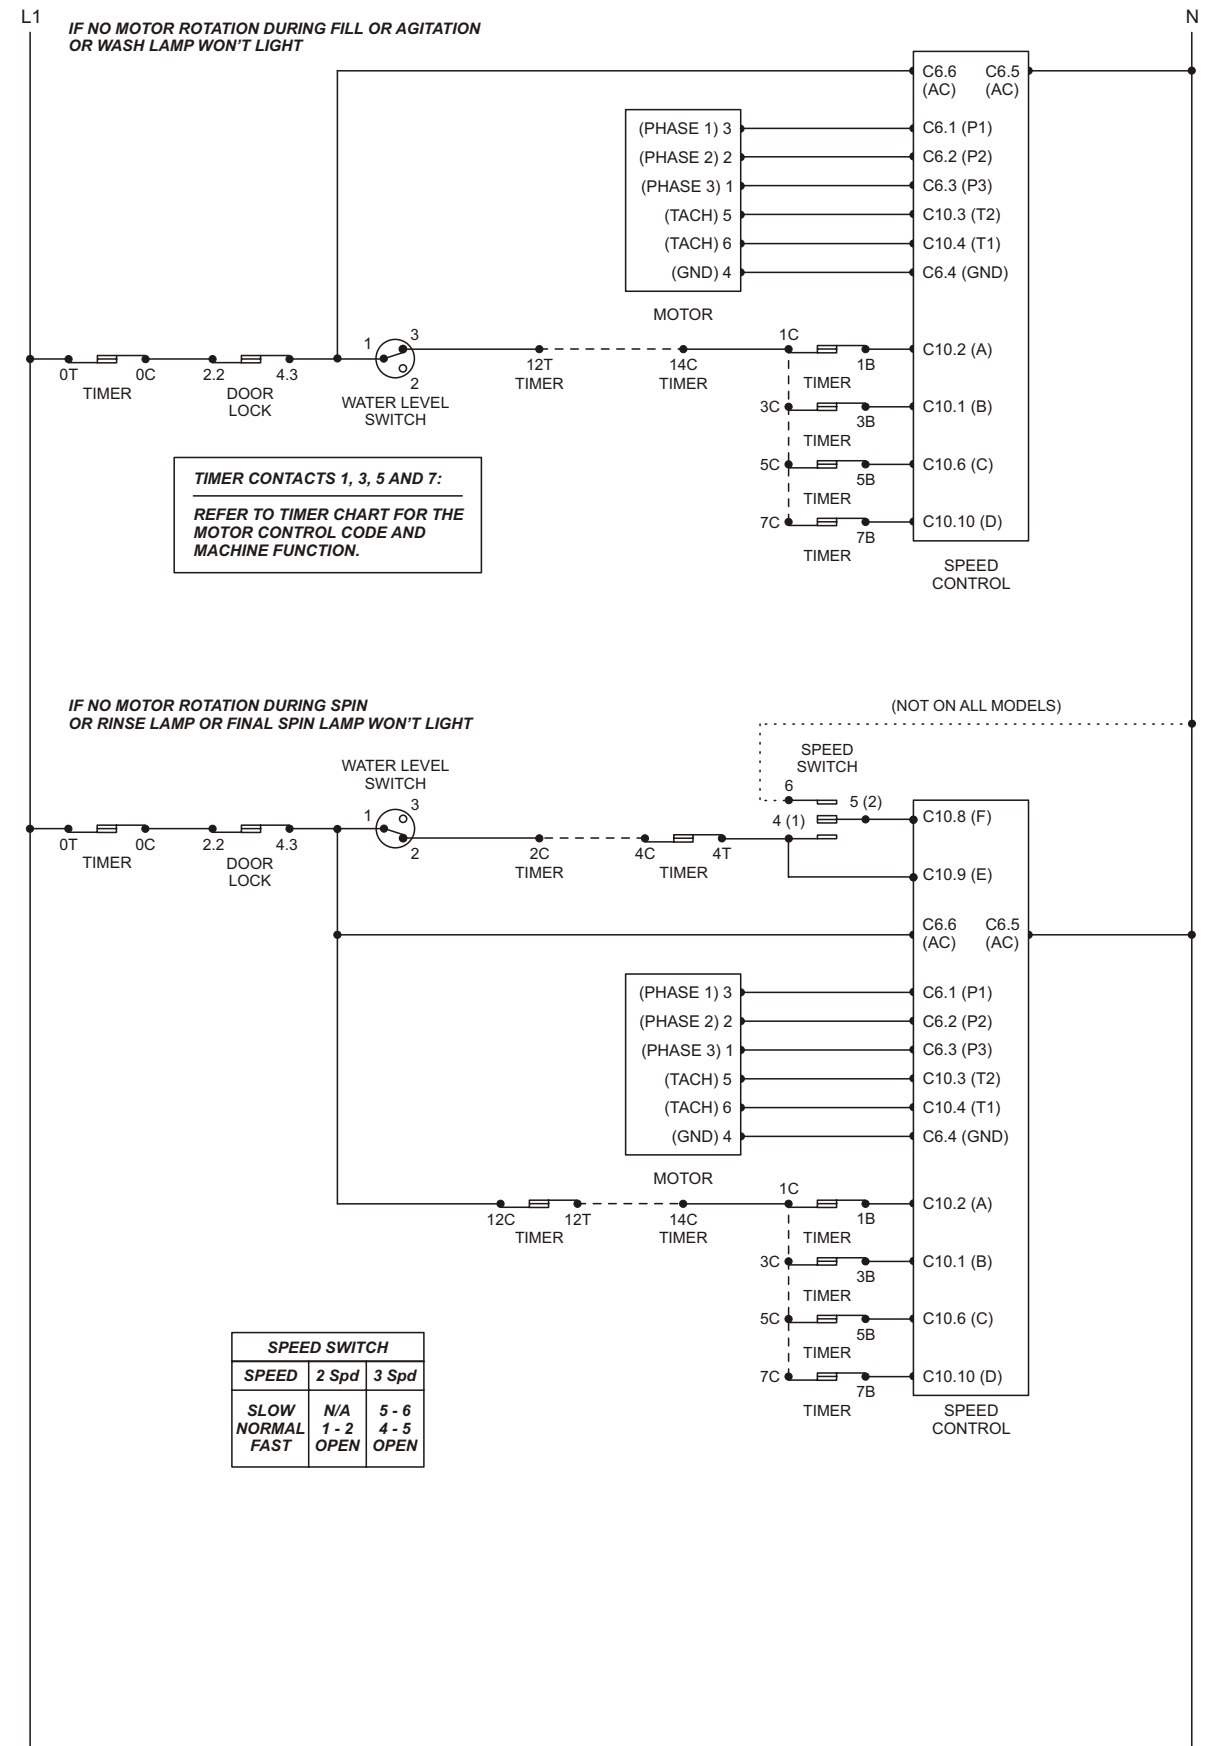 L1
N
IF NO MOTOR ROTATION DURING FILL OR AGITATION
OR WASH LAMP WON'T LIGHT
C6.6 C6.5
(AC) (AC)
(PHASE 1) 3 C6.1 (P1)
(PHASE 2) 2 C6.2 (P2)
(PHASE 3) 1 C6.3 (P3)
(TACH) 5 C10.3 (T2)
(TACH) 6 C10.4 (T1)
(GND) 4 C6.4 (GND)
MOTOR
0T 0C
TIMER
2.2 4.3
DOOR
LOCK
1 3
2
WATER LEVEL
SWITCH
12T
TIMER
14C
TIMER
1C
1B
TIMER
C10.2 (A)
3C
3B
TIMER
C10.1 (B)
5C
5B
TIMER
C10.6 (C)
7C
7B
TIMER
C10.10 (D)
SPEED
CONTROL
TIMER CONTACTS 1, 3, 5 AND 7:
REFER TO TIMER CHART FOR THE
MOTOR CONTROL CODE AND
MACHINE FUNCTION.
IF NO MOTOR ROTATION DURING SPIN
OR RINSE LAMP OR FINAL SPIN LAMP WON'T LIGHT
(NOT ON ALL MODELS)
SPEED
SWITCH
6
5 (2)
4 (1)
C10.8 (F)
C10.9 (E)
WATER LEVEL
SWITCH
1 3
2
0T 0C
TIMER
2.2 4.3
DOOR
LOCK
2C
TIMER
4C 4T
TIMER
C6.6 C6.5
(AC) (AC)
(PHASE 1) 3 C6.1 (P1)
(PHASE 2) 2 C6.2 (P2)
(PHASE 3) 1 C6.3 (P3)
(TACH) 5 C10.3 (T2)
(TACH) 6 C10.4 (T1)
(GND) 4 C6.4 (GND)
MOTOR
12C 12T
TIMER
14C
TIMER
1C
1B
TIMER
C10.2 (A)
3C
3B
TIMER
C10.1 (B)
5C
5B
TIMER
C10.6 (C)
7C
7B
TIMER
C10.10 (D)
SPEED
CONTROL
SPEED SWITCH
SPEED 2 Spd 3 Spd
SLOW N/A 5 - 6
NORMAL 1 - 2 4 - 5
FAST OPEN OPEN